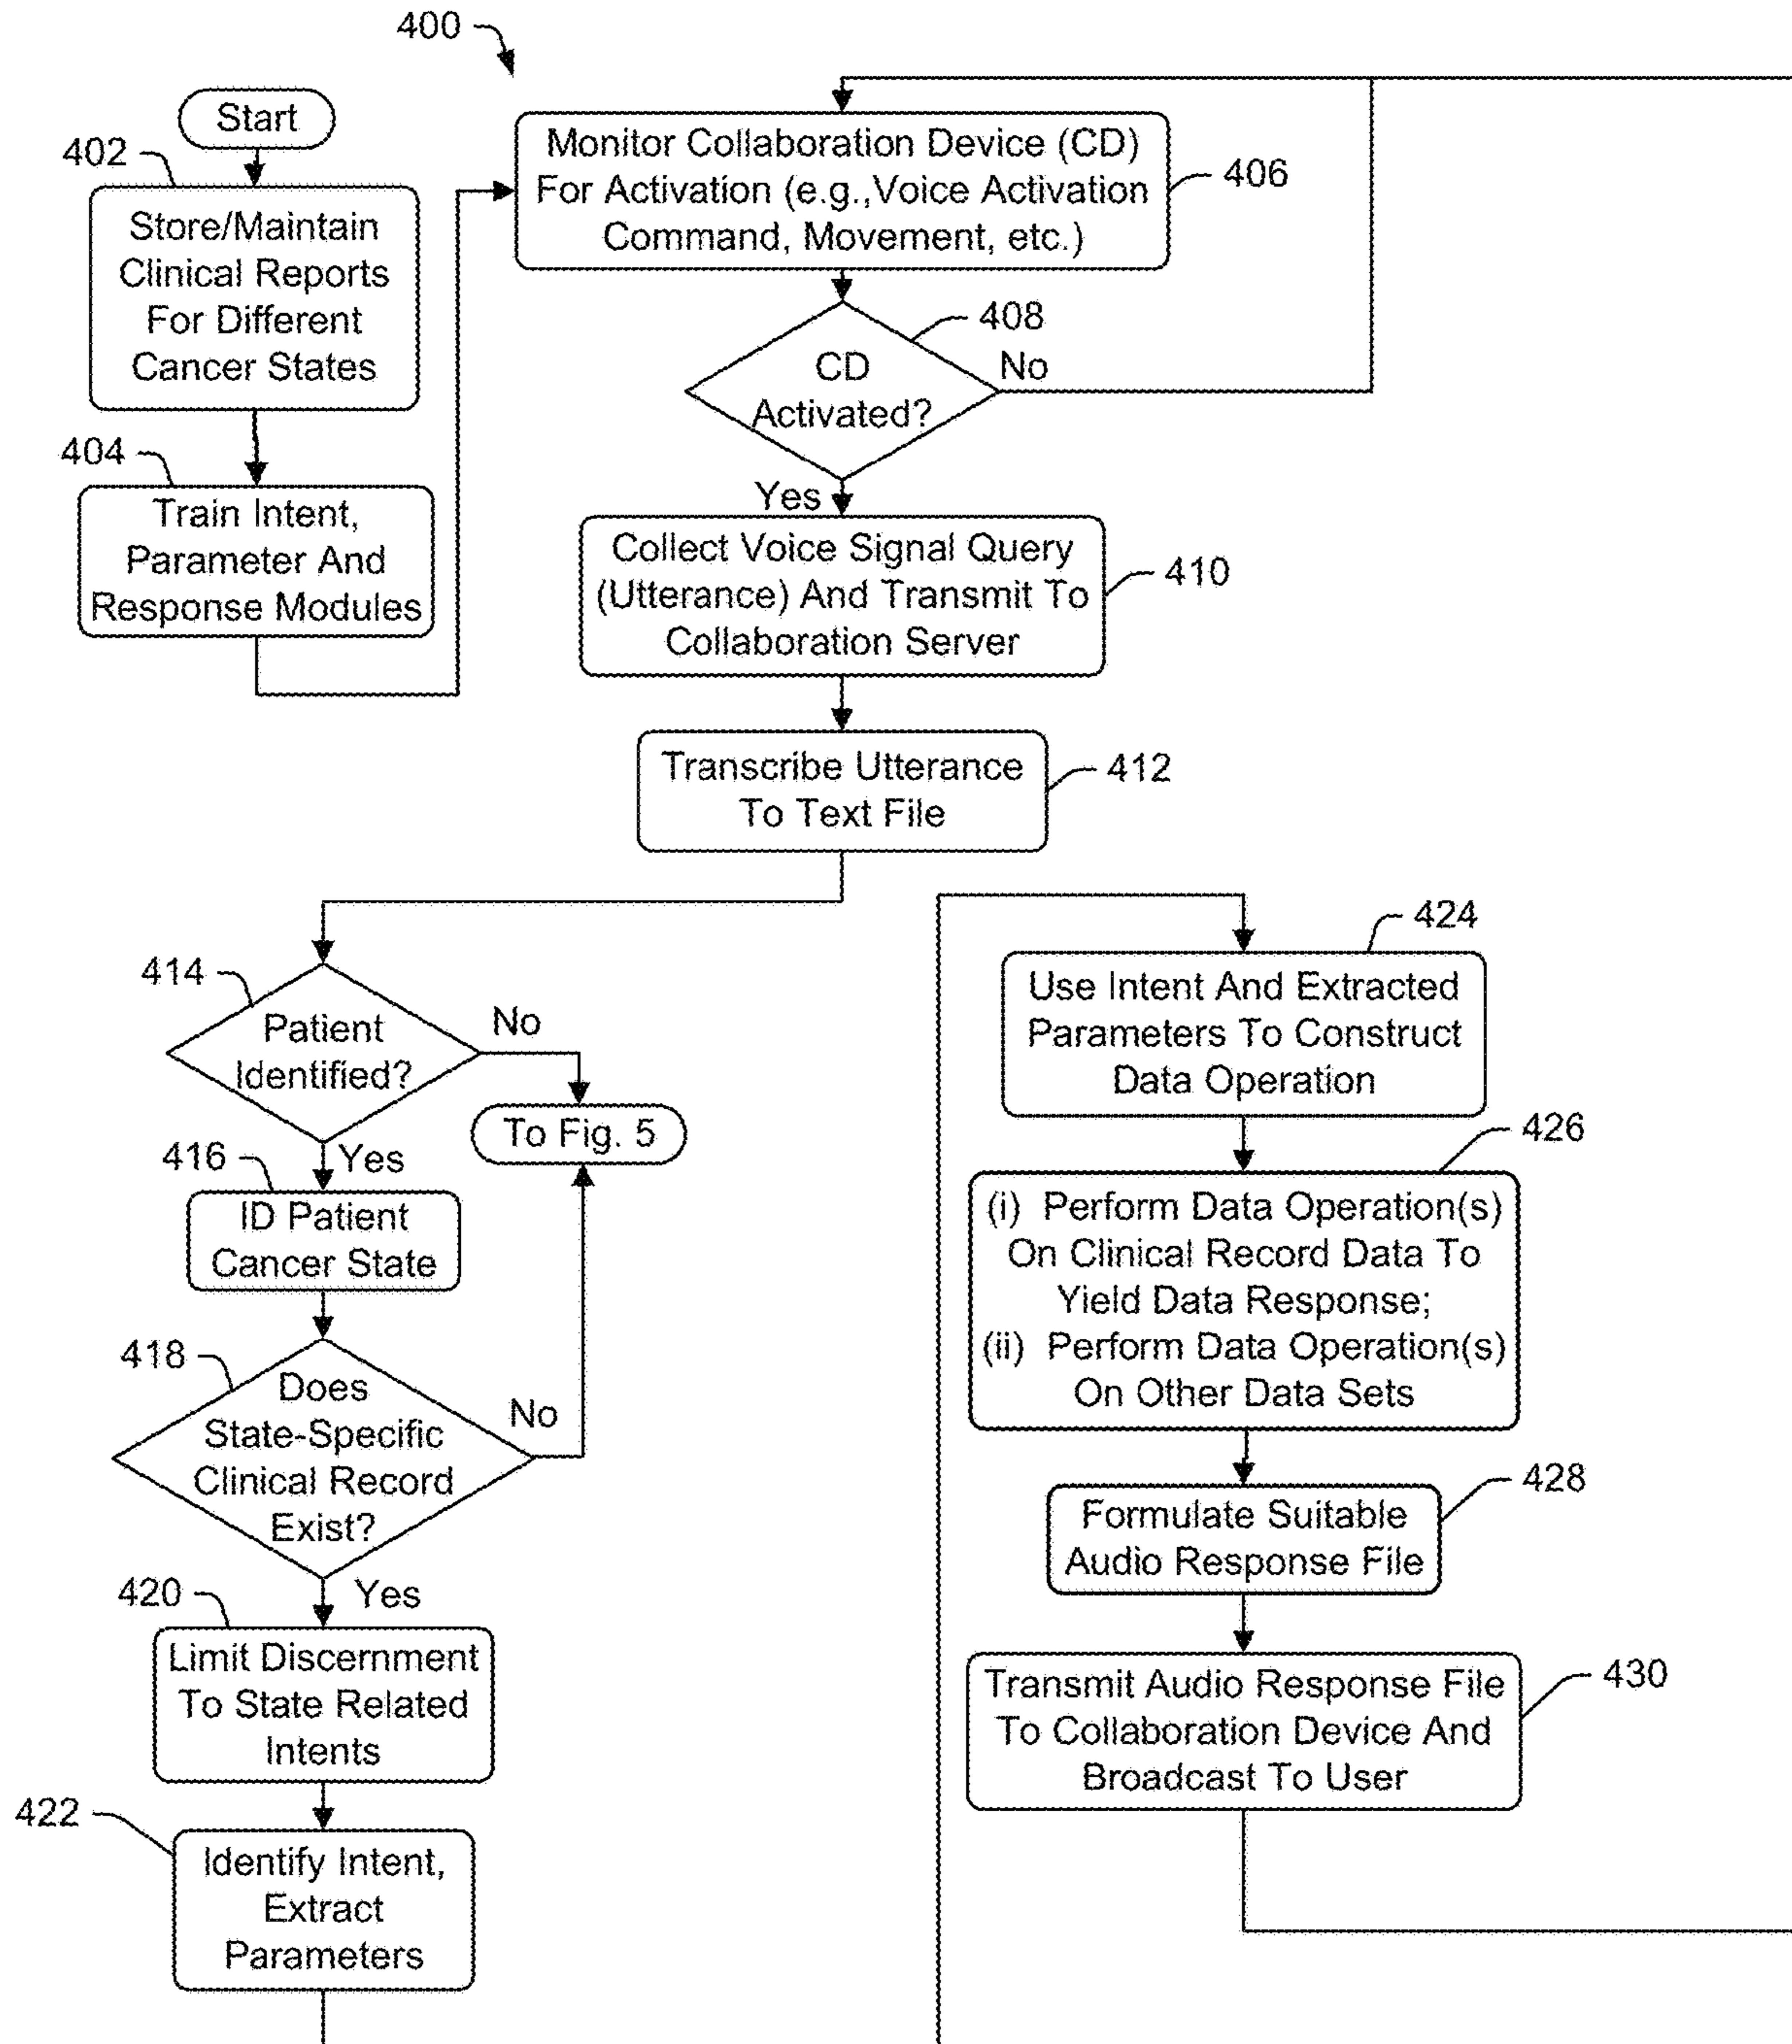 400
Start
402
Store/Maintain
Clinical Reports
For Different
Cancer States
404
Train Intent,
Parameter And
Response Modules
Monitor Collaboration Device (CD)
For Activation (e.g.,Voice Activation
Command, Movement, etc.)
406
408
CD
Activated?
No
Yes
Collect Voice Signal Query
(Utterance) And Transmit To
Collaboration Server
410
Transcribe Utterance
To Text File
412
414
Patient
Identified?
No
To Fig. 5
Yes
416
ID Patient
Cancer State
418
Does
State-Specific
Clinical Record
Exist?
No
Yes
420
Limit Discernment
To State Related
Intents
422
Identify Intent,
Extract
Parameters
424
Use Intent And Extracted
Parameters To Construct
Data Operation
426
(i) Perform Data Operation(s)
On Clinical Record Data To
Yield Data Response;
(ii) Perform Data Operation(s)
On Other Data Sets
428
Formulate Suitable
Audio Response File
430
Transmit Audio Response File
To Collaboration Device And
Broadcast To User